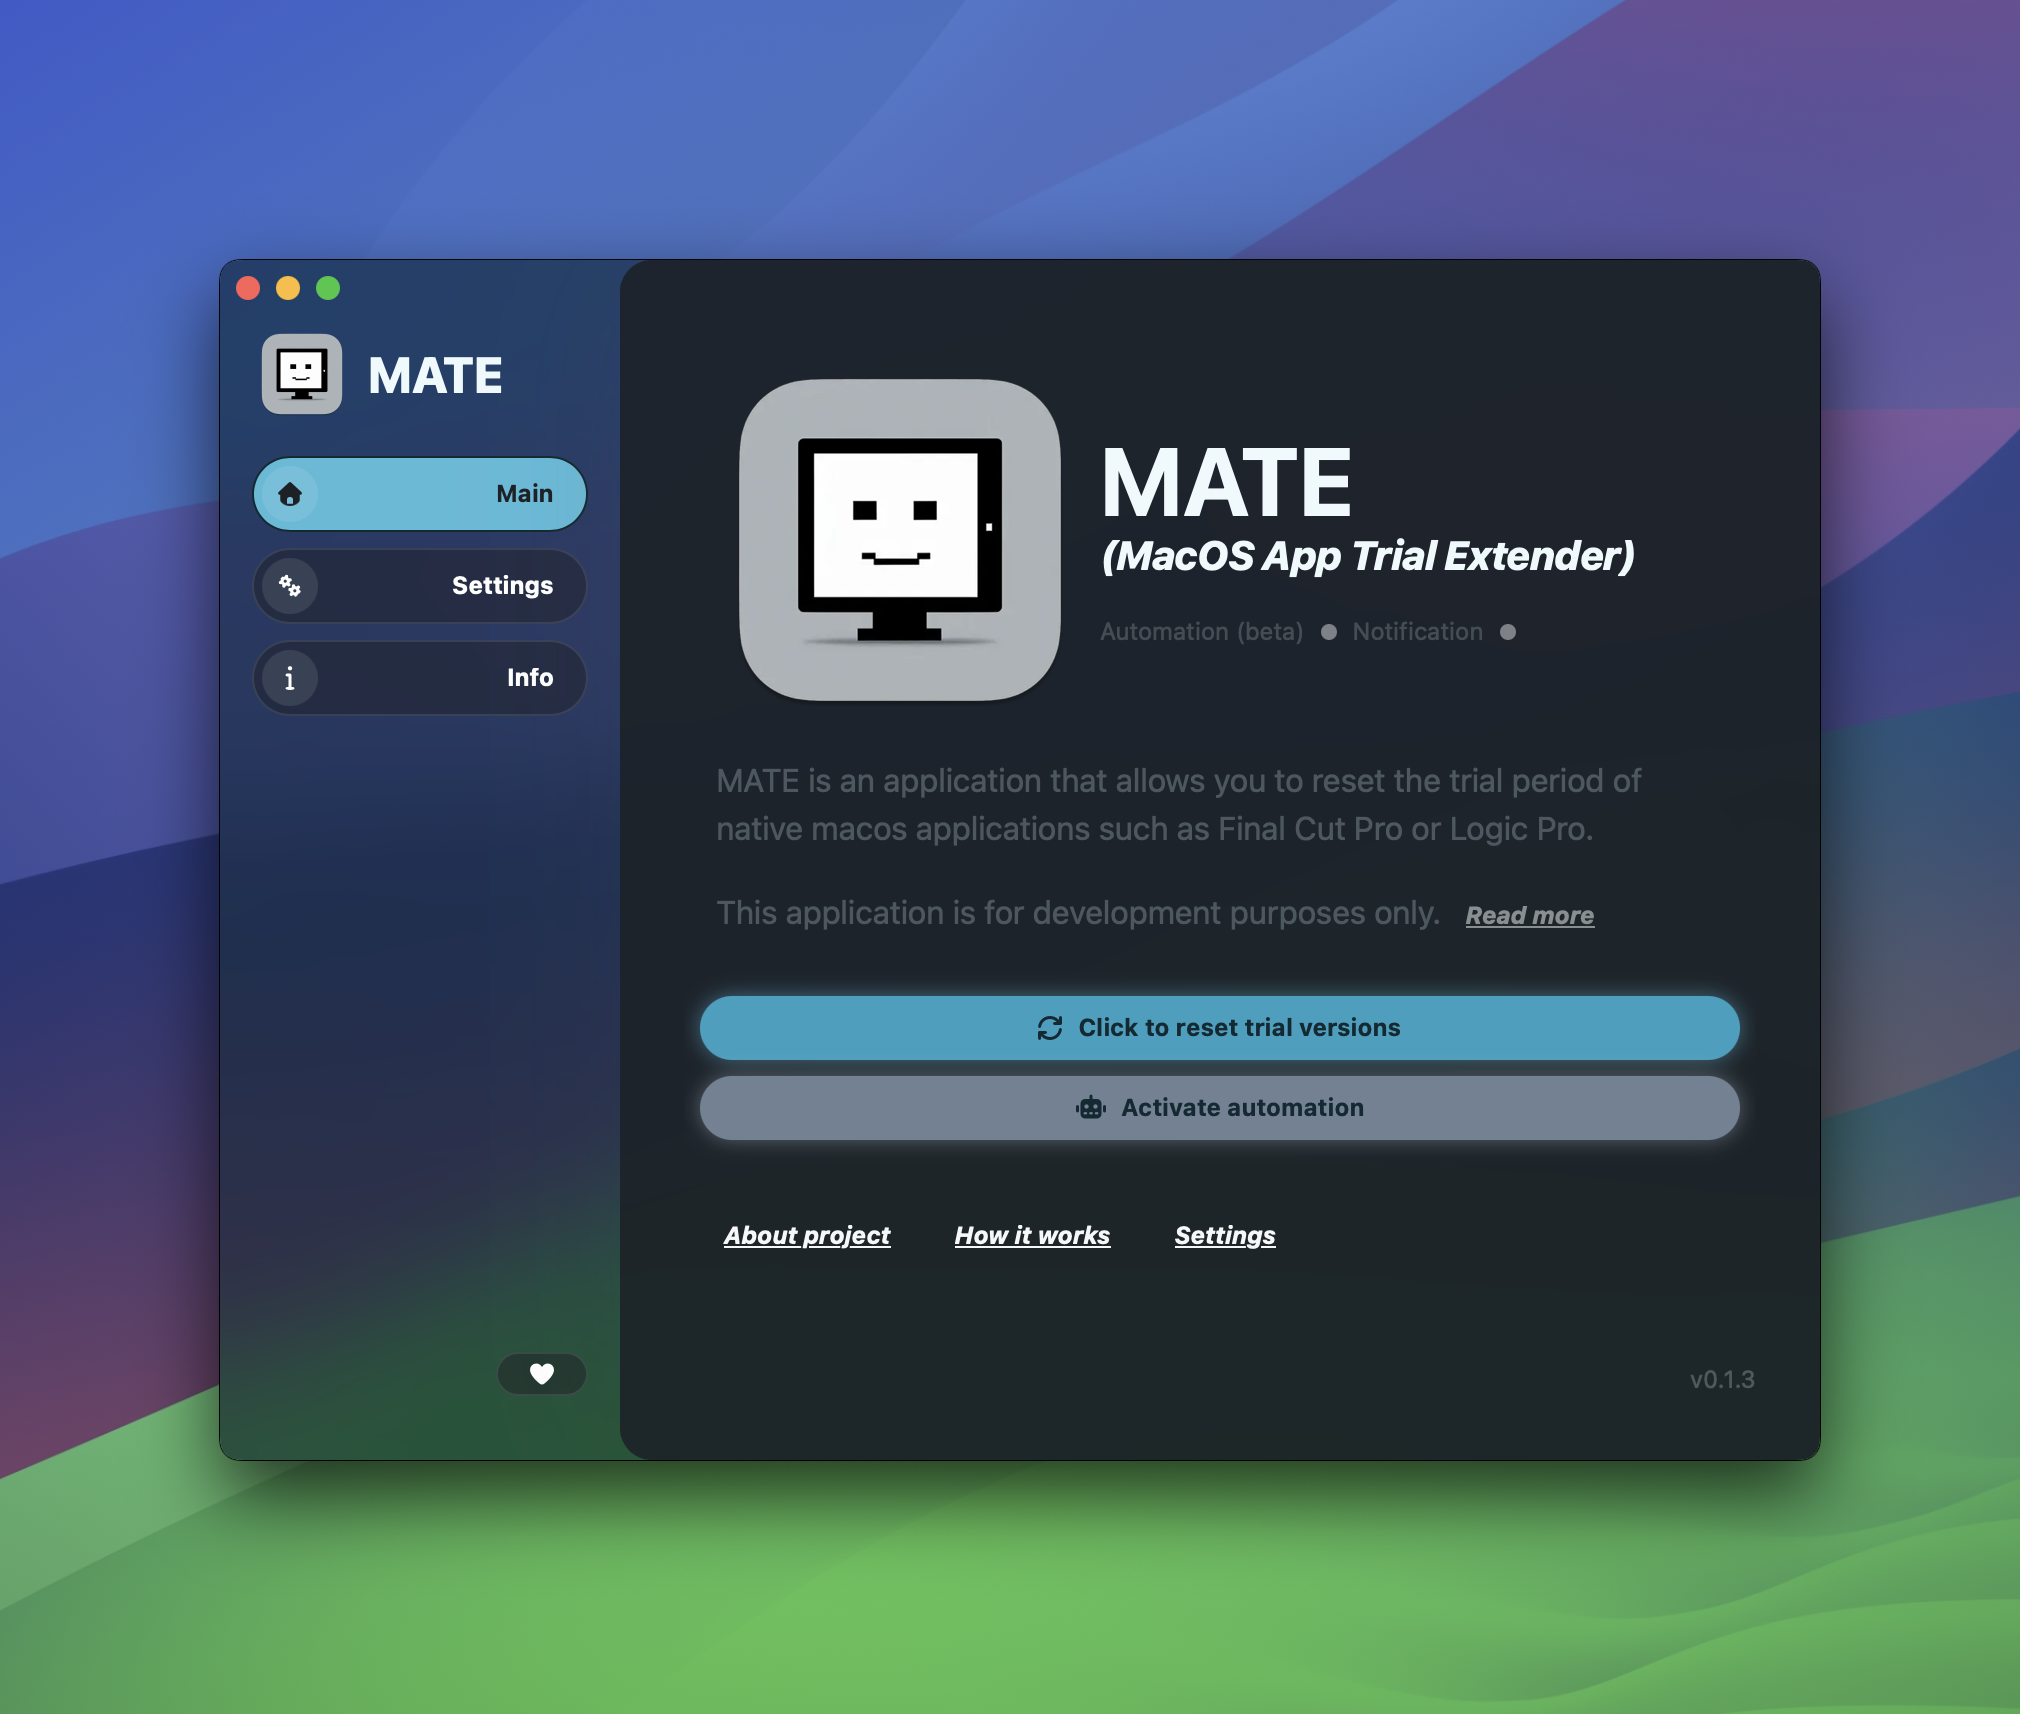 MATE
Main
Settings
Info
MATE
(MacOS App Trial Extender)
Automation (beta) Notification
MATE is an application that allows you to reset the trial period of
native macos applications such as Final Cut Pro or Logic Pro.
This application is for development purposes only. Read more
Click to reset trial versions
Activate automation
About project How it works Settings
v0.1.3